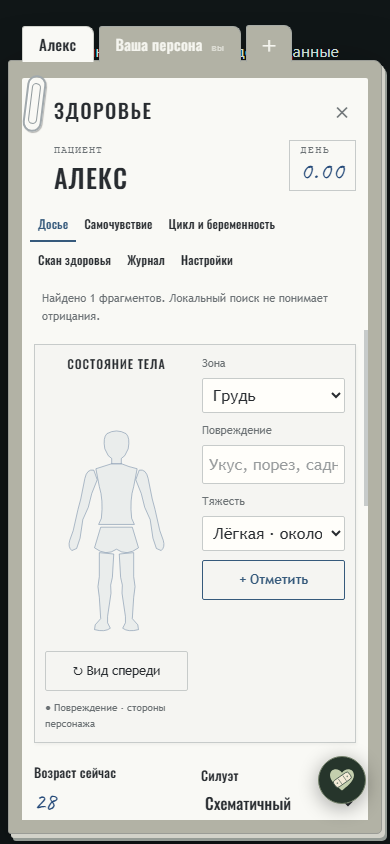 Алекс
Ваша персона вы
+
анные
ЗДОРОВЬЕ
×
ПАЦИЕНТ
АЛЕКС
ДЕНЬ
0.00
Досье Самочувствие Цикл и беременность
Скан здоровья Журнал Настройки
Найдено 1 фрагментов. Локальный поиск не понимает
отрицания.
СОСТОЯНИЕ ТЕЛА
Зона
Грудь
Повреждение
Укус, порез, садн
Тяжесть
Лёгкая · около
+ Отметить
↻ Вид спереди
● Повреждение · стороны
персонажа
Возраст сейчас
28
Силуэт
Схематичный